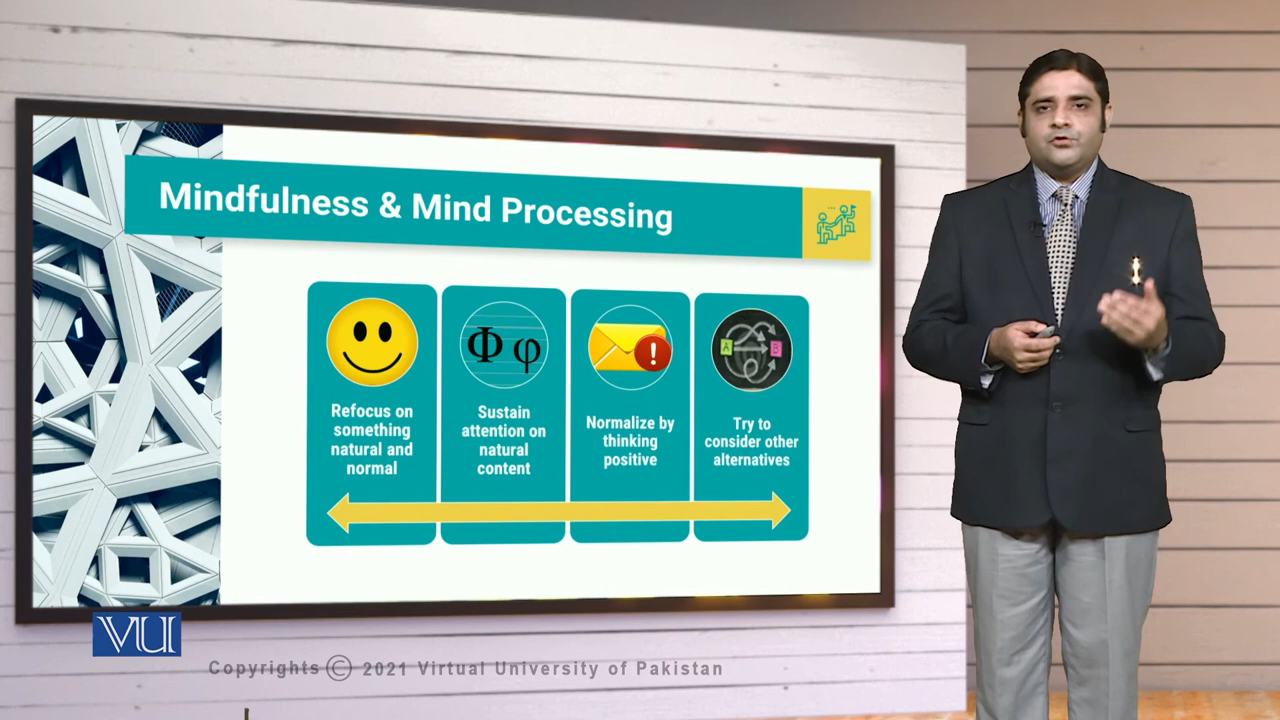 Mindfulness & Mind Processing
Refocus on
something
natural and
normal
Φ φ
Sustain
attention on
natural
content
!
Normalize by
thinking
positive
A B
Try to
consider other
alternatives
VU
Copyrights © 2021 Virtual University of Pakistan